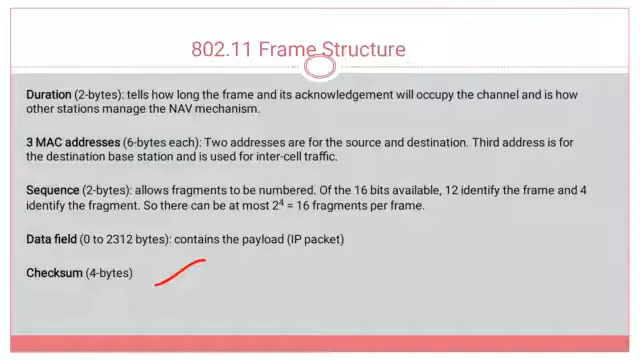 802.11 Frame Structure
Duration (2-bytes): tells how long the frame and its acknowledgement will occupy the channel and is how
other stations manage the NAV mechanism.
3 MAC addresses (6-bytes each): Two addresses are for the source and destination. Third address is for
the destination base station and is used for inter-cell traffic.
Sequence (2-bytes): allows fragments to be numbered. Of the 16 bits available, 12 identify the frame and 4
identify the fragment. So there can be at most 2⁴ = 16 fragments per frame.
Data field (0 to 2312 bytes): contains the payload (IP packet)
Checksum (4-bytes)